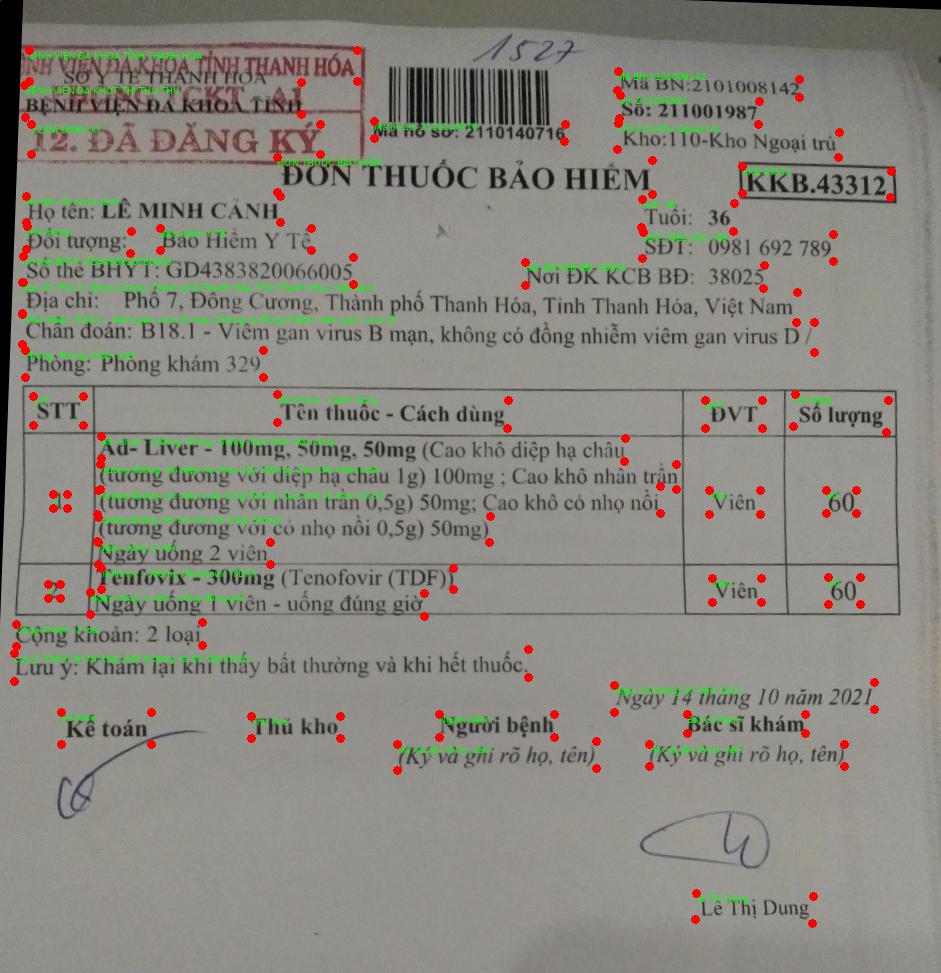 1527
BỆNH VIỆN ĐA KHOA TỈNH THANH HÓA
SỞ Y TẾ THANH HÓA
BỆNH VIỆN ĐA KHOA TỈNH
12. ĐÃ ĐĂNG KÝ
Mã hồ sơ: 2110140716
Mã BN:2101008142
Số: 211001987
Kho:110-Kho Ngoại trú
ĐƠN THUỐC BẢO HIỂM
KKB.43312
Họ tên: LÊ MINH CẢNH
Tuổi: 36
Đối tượng: Bảo Hiểm Y Tế
SĐT: 0981 692 789
Số thẻ BHYT: GD4383820066005
Nơi ĐK KCB BĐ: 38025
Địa chỉ: Phố 7, Đông Cương, Thành phố Thanh Hóa, Tỉnh Thanh Hóa, Việt Nam
Chẩn đoán: B18.1 - Viêm gan virus B mạn, không có đồng nhiễm viêm gan virus D /
Phòng: Phòng khám 329
STT Tên thuốc - Cách dùng ĐVT Số lượng
1 Ad- Liver - 100mg, 50mg, 50mg (Cao khô diệp hạ châu
(tương đương với diệp hạ châu 1g) 100mg ; Cao khô nhân trần
(tương đương với nhân trần 0,5g) 50mg; Cao khô cỏ nhọ nồi Viên 60
(tương đương với cỏ nhọ nồi 0,5g) 50mg)
Ngày uống 2 viên
2 Tenfovix - 300mg (Tenofovir (TDF)) Viên 60
Ngày uống 1 viên - uống đúng giờ
Cộng khoản: 2 loại
Lưu ý: Khám lại khi thấy bất thường và khi hết thuốc.
Ngày 14 tháng 10 năm 2021
Kế toán Thủ kho Người bệnh Bác sĩ khám
(Ký và ghi rõ họ, tên) (Ký và ghi rõ họ, tên)
Lê Thị Dung